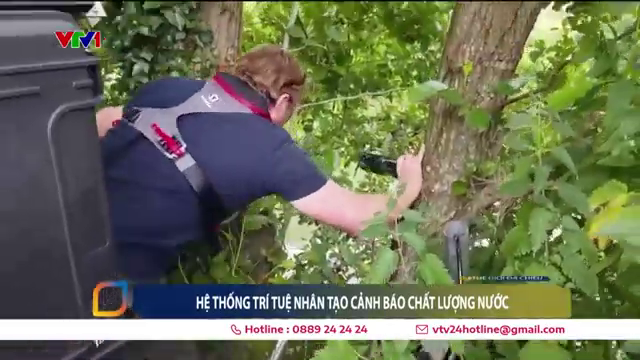 VTV1
HỆ THỐNG TRÍ TUỆ NHÂN TẠO CẢNH BÁO CHẤT LƯỢNG NƯỚC
Hotline : 0889 24 24 24
vtv24hotline@gmail.com